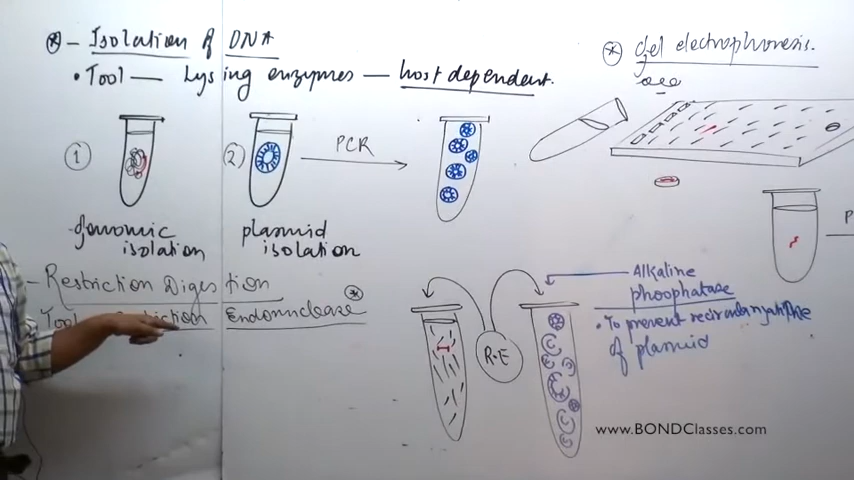 * - Isolation of DNA
• Tool — Lysing enzymes — host dependent.
* gel electrophoresis.
1
2
PCR
genomic
isolation
plasmid
isolation
P
- Restriction Digestion
Tool Endonuclease *
R.E
Alkaline
phosphatase
• To prevent recircularization
of plasmid
www.BONDClasses.com